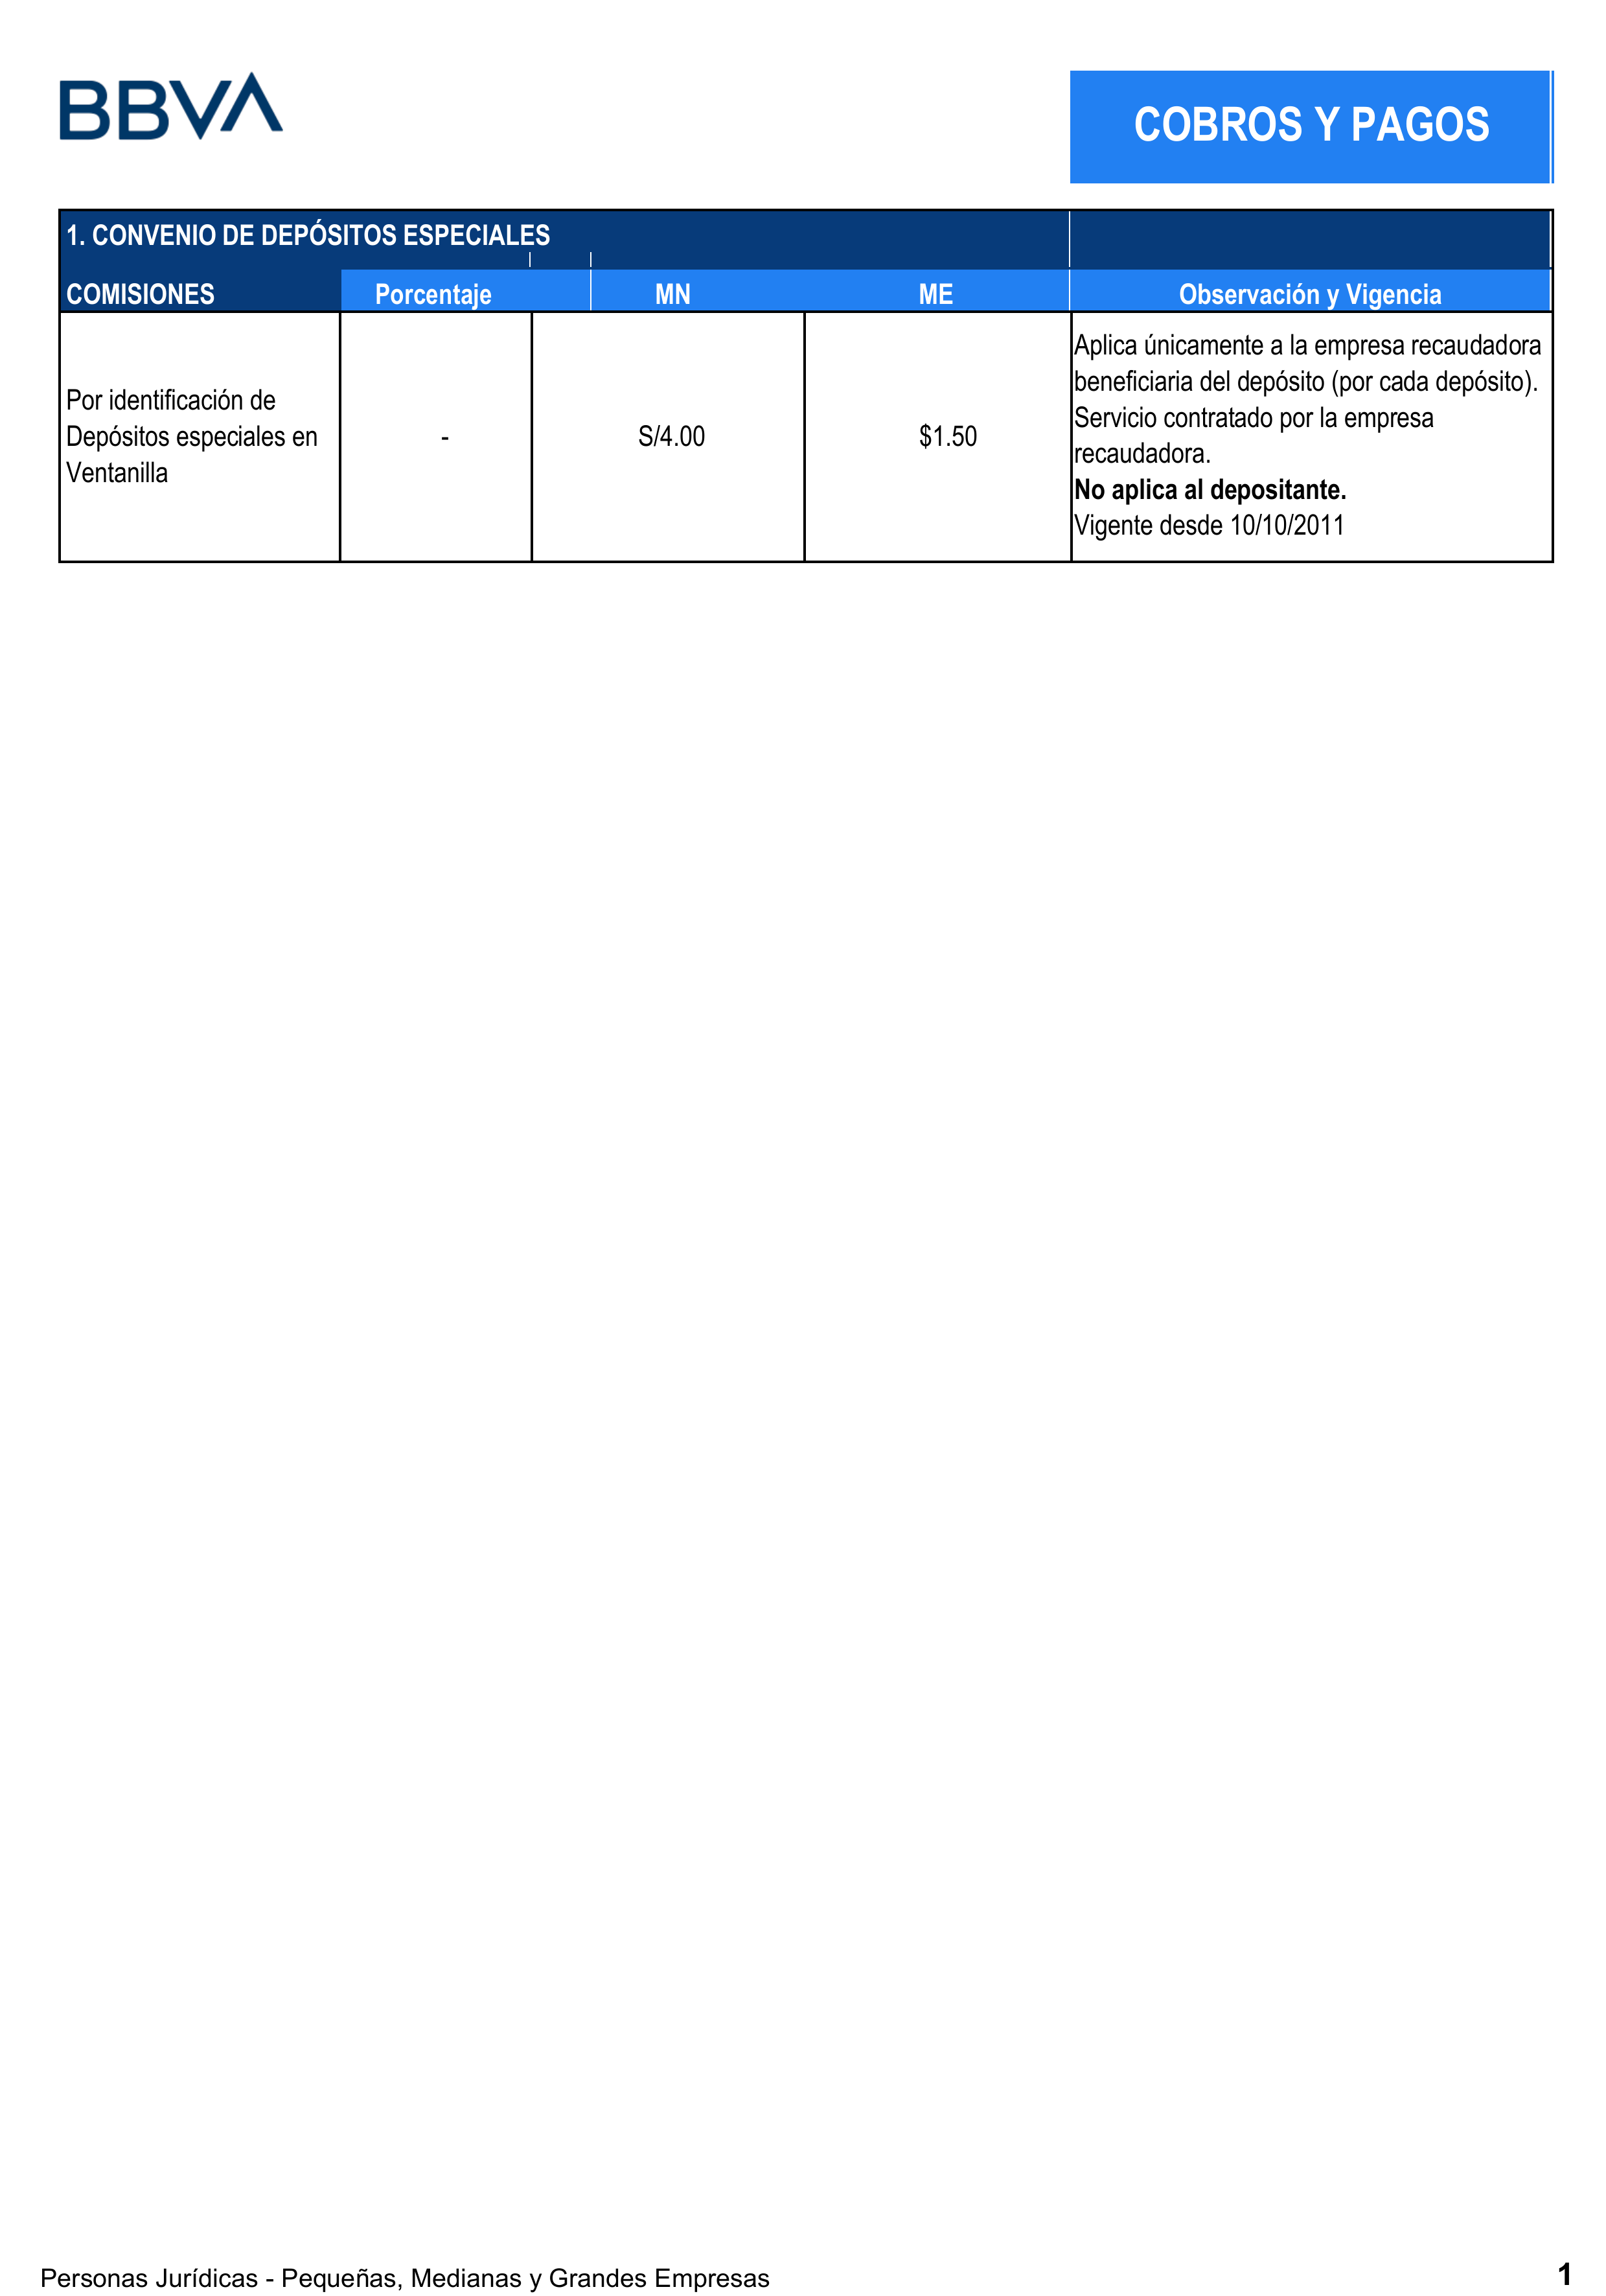 BBVA
COBROS Y PAGOS
1. CONVENIO DE DEPÓSITOS ESPECIALES
COMISIONES Porcentaje MN ME Observación y Vigencia
Por identificación de
Depósitos especiales en
Ventanilla
-
S/4.00
$1.50
Aplica únicamente a la empresa recaudadora
beneficiaria del depósito (por cada depósito).
Servicio contratado por la empresa
recaudadora.
No aplica al depositante.
Vigente desde 10/10/2011
Personas Jurídicas - Pequeñas, Medianas y Grandes Empresas
1